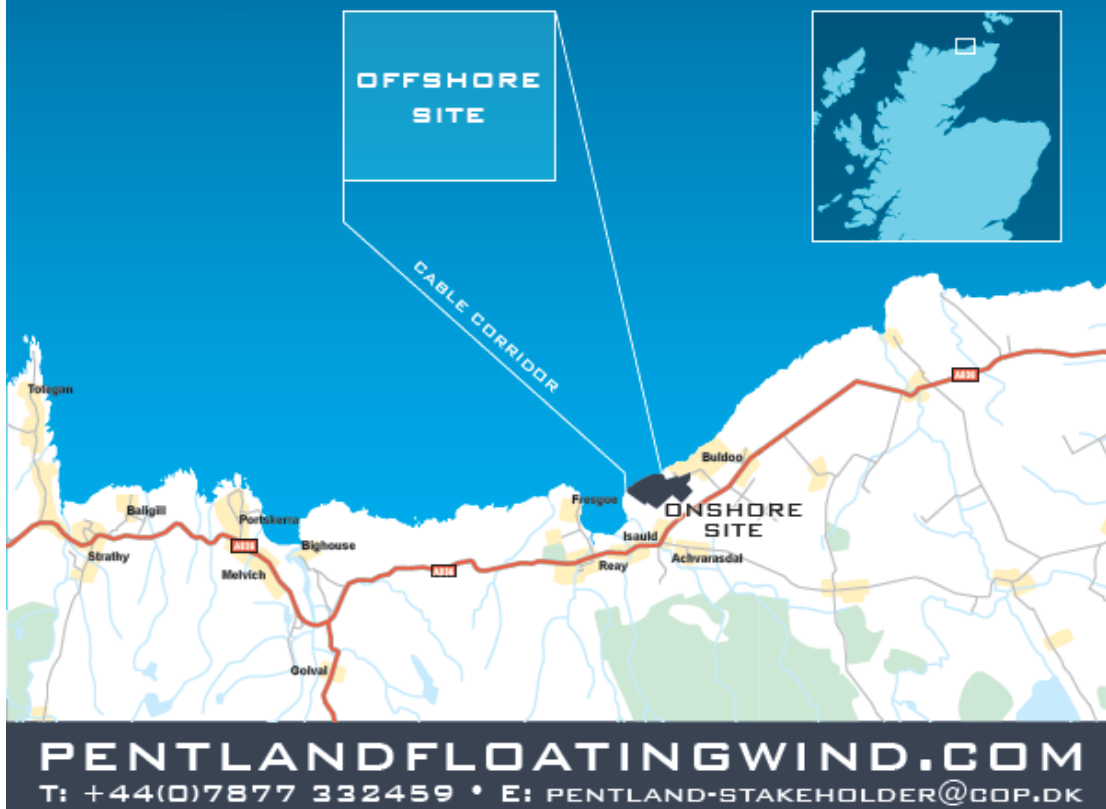 OFFSHORE
SITE
CABLE CORRIDOR
Totegan
Baligill
Portskerra
Strathy
A836
Melvich
Bighouse
A836
Golval
Fresgoe
Buldoo
ONSHORE
SITE
Isauld
Reay
Achvarasdal
A836
PENTLANDFLOATINGWIND.COM
T: +44(0)7877 332459 • E: PENTLAND-STAKEHOLDER@COP.DK